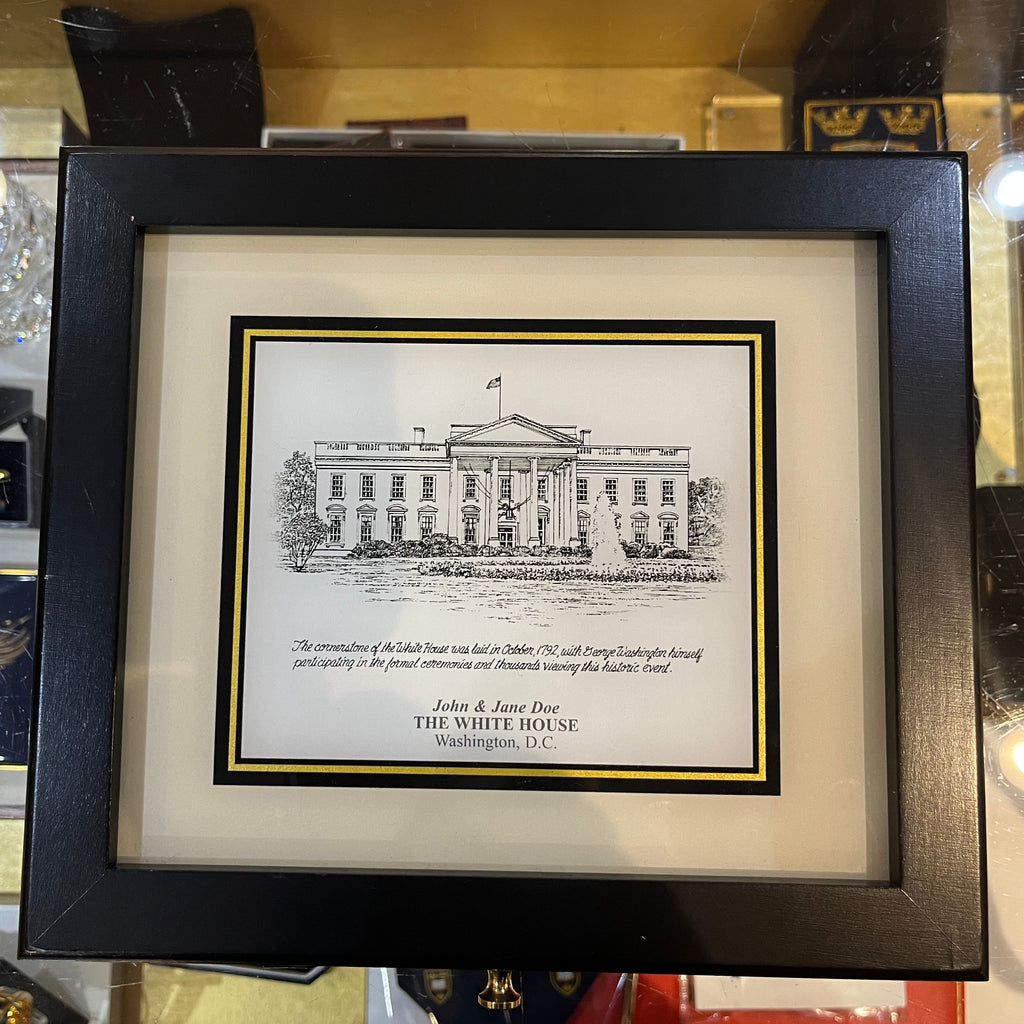 The cornerstone of the White House was laid in October, 1792, with George Washington himself
participating in the formal ceremonies and thousands viewing this historic event.
John & Jane Doe
THE WHITE HOUSE
Washington, D.C.